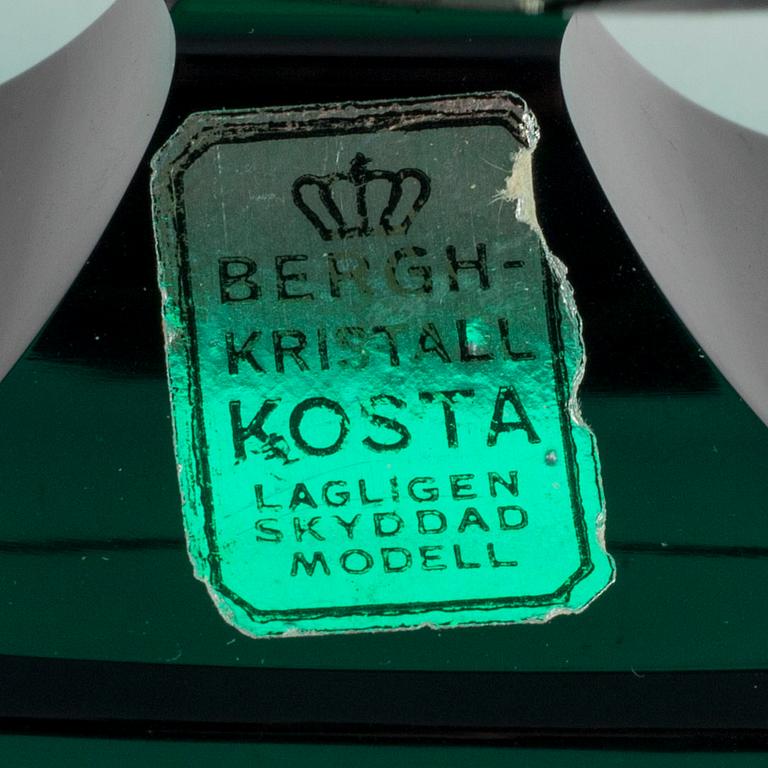 BERGH-
KRISTALL
KOSTA
LAGLIGEN
SKYDDAD
MODELL